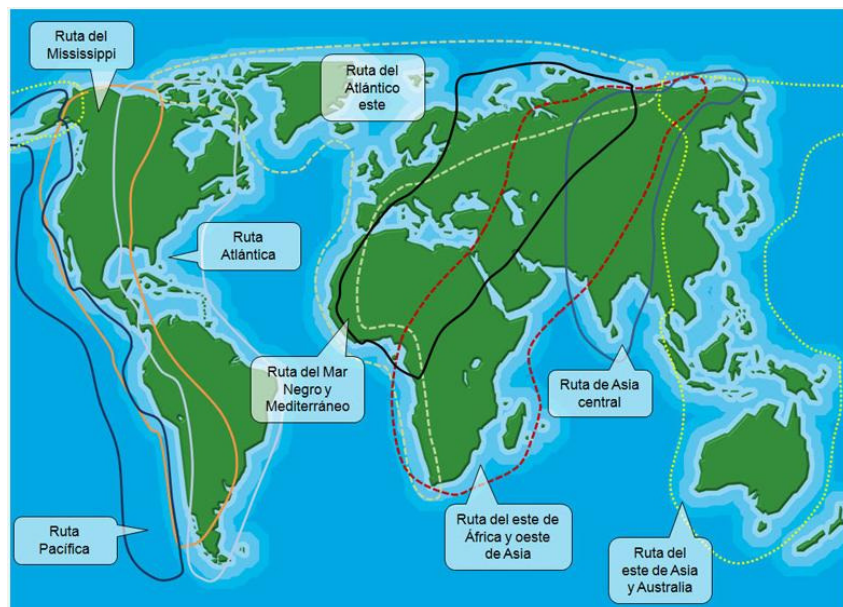 Ruta del
Mississippi
Ruta del
Atlántico
este
Ruta
Atlántica
Ruta del Mar
Negro y
Mediterráneo
Ruta de Asia
central
Ruta
Pacífica
Ruta del este de
África y oeste
de Asia
Ruta del
este de Asia
y Australia